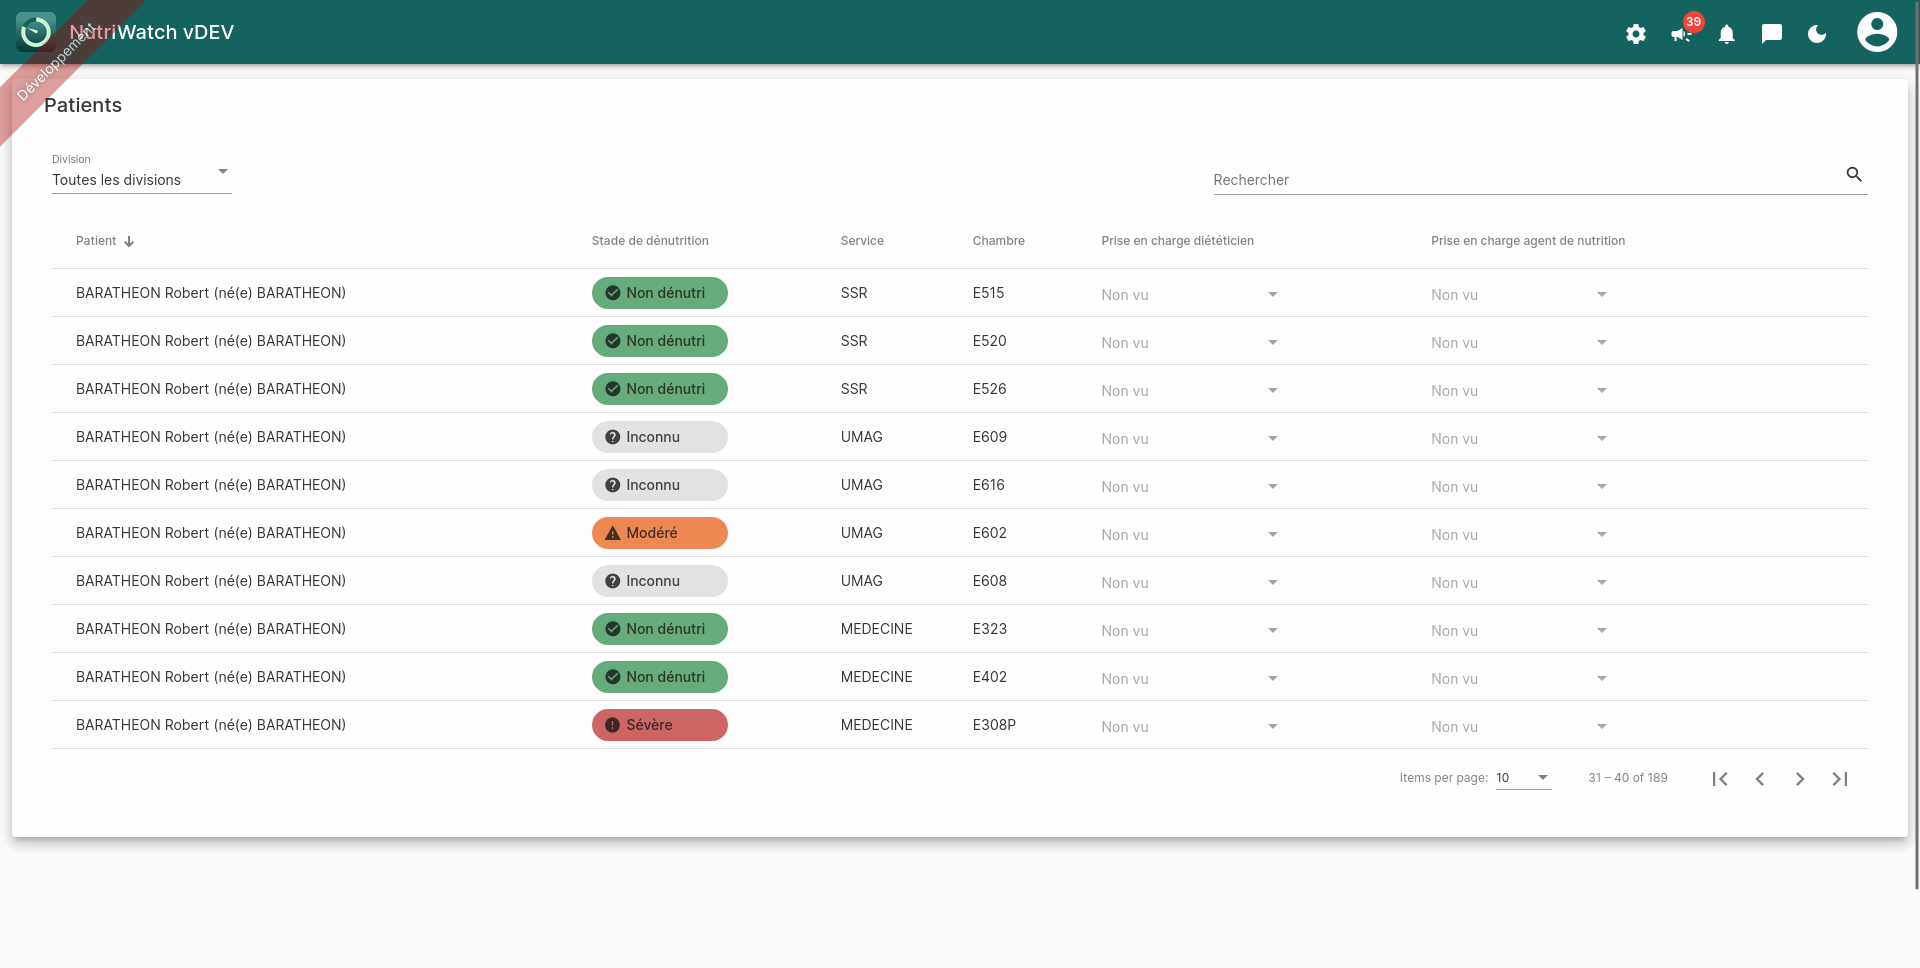 NutriWatch vDEV
39
Développement
Patients
Division
Toutes les divisions
Rechercher
Patient Stade de dénutrition Service Chambre Prise en charge diététicien Prise en charge agent de nutrition
BARATHEON Robert (né(e) BARATHEON) Non dénutri SSR E515 Non vu Non vu
BARATHEON Robert (né(e) BARATHEON) Non dénutri SSR E520 Non vu Non vu
BARATHEON Robert (né(e) BARATHEON) Non dénutri SSR E526 Non vu Non vu
BARATHEON Robert (né(e) BARATHEON) Inconnu UMAG E609 Non vu Non vu
BARATHEON Robert (né(e) BARATHEON) Inconnu UMAG E616 Non vu Non vu
BARATHEON Robert (né(e) BARATHEON) Modéré UMAG E602 Non vu Non vu
BARATHEON Robert (né(e) BARATHEON) Inconnu UMAG E608 Non vu Non vu
BARATHEON Robert (né(e) BARATHEON) Non dénutri MEDECINE E323 Non vu Non vu
BARATHEON Robert (né(e) BARATHEON) Non dénutri MEDECINE E402 Non vu Non vu
BARATHEON Robert (né(e) BARATHEON) Sévère MEDECINE E308P Non vu Non vu
Items per page: 10 31 – 40 of 189